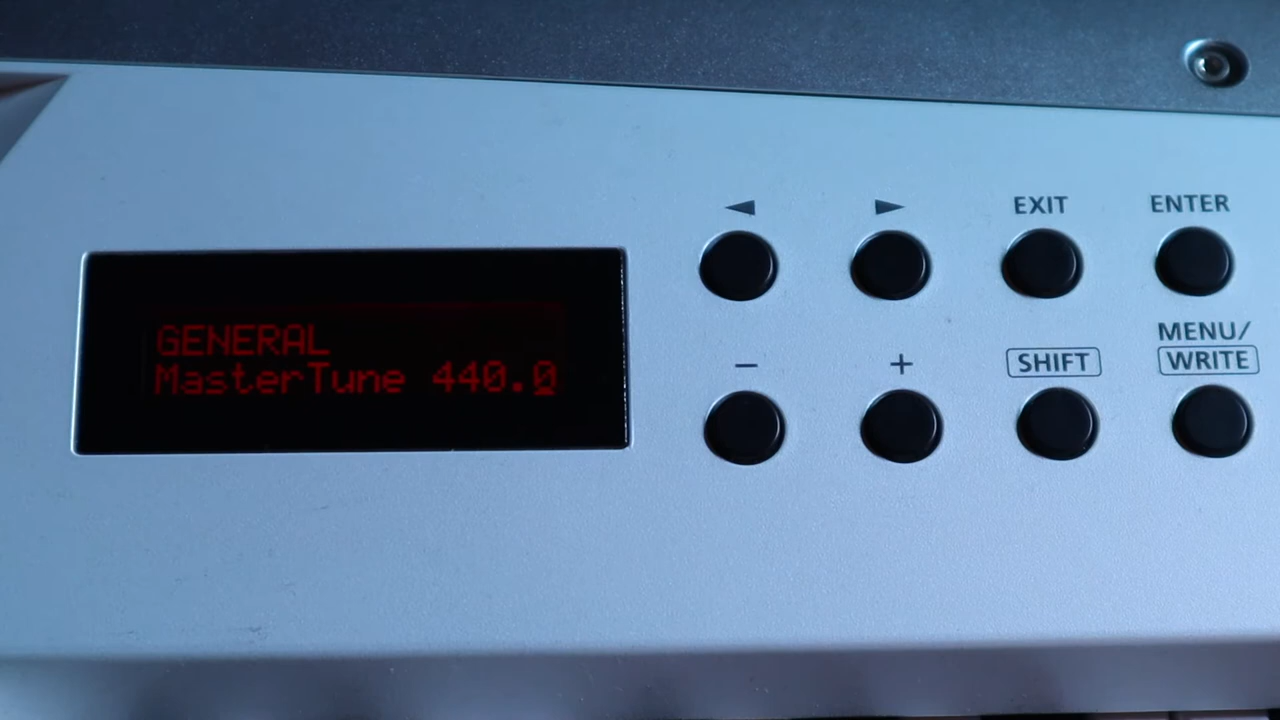 GENERAL
MasterTune 440.0
◄ ► EXIT ENTER
− + SHIFT MENU/
WRITE